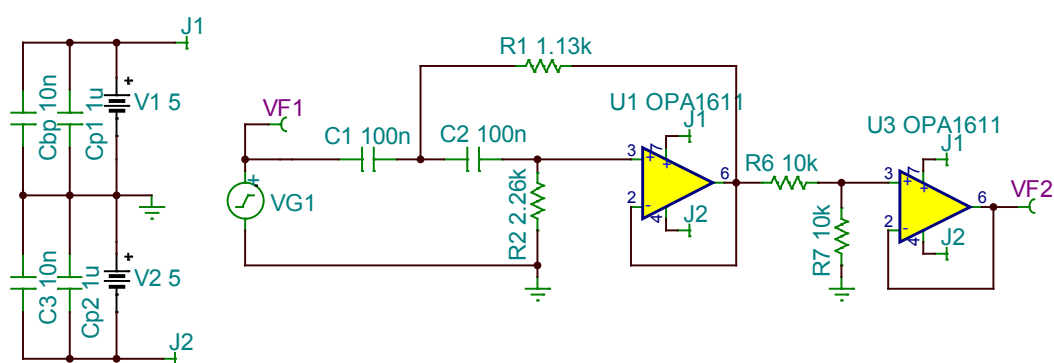 J1
Cbp 10n
Cp1 1u
+
V1 5
C3 10n
Cp2 1u
+
V2 5
J2
VF1
VG1
+
C1 100n
R1 1.13k
C2 100n
R2 2.26k
U1 OPA1611
J1
3
+
7
2
-
4
6
J2
R6 10k
R7 10k
U3 OPA1611
J1
3
+
7
2
-
4
6
J2
VF2